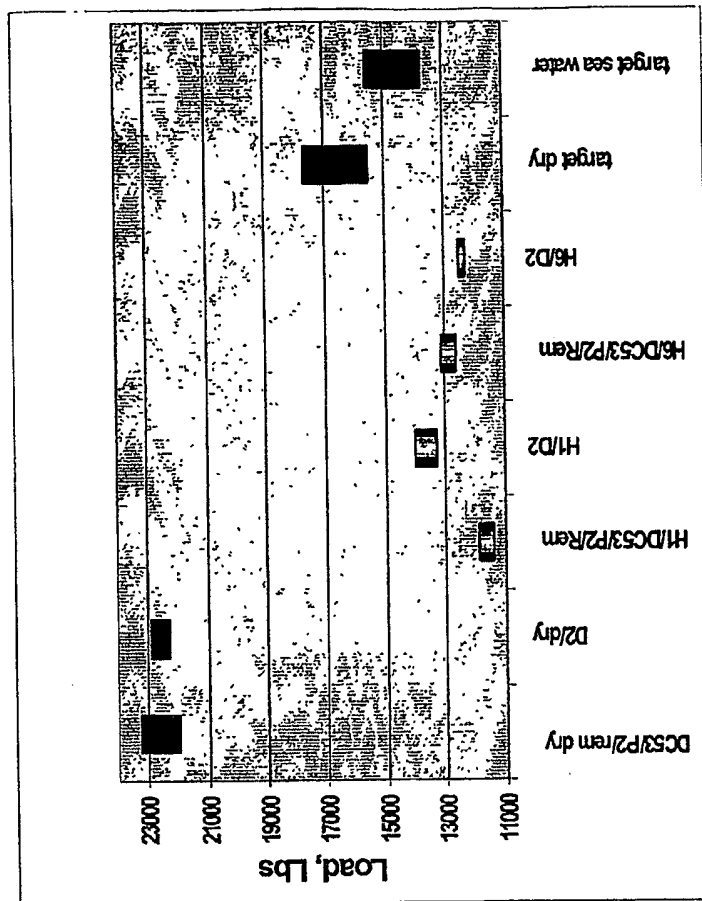 Load, Lbs
23000
21000
19000
17000
15000
13000
11000
DC53/P2/rem dry
D2/dry
H1/DC53/P2/Rem
H1/D2
H6/DC53/P2/Rem
H6/D2
target dry
target sea water